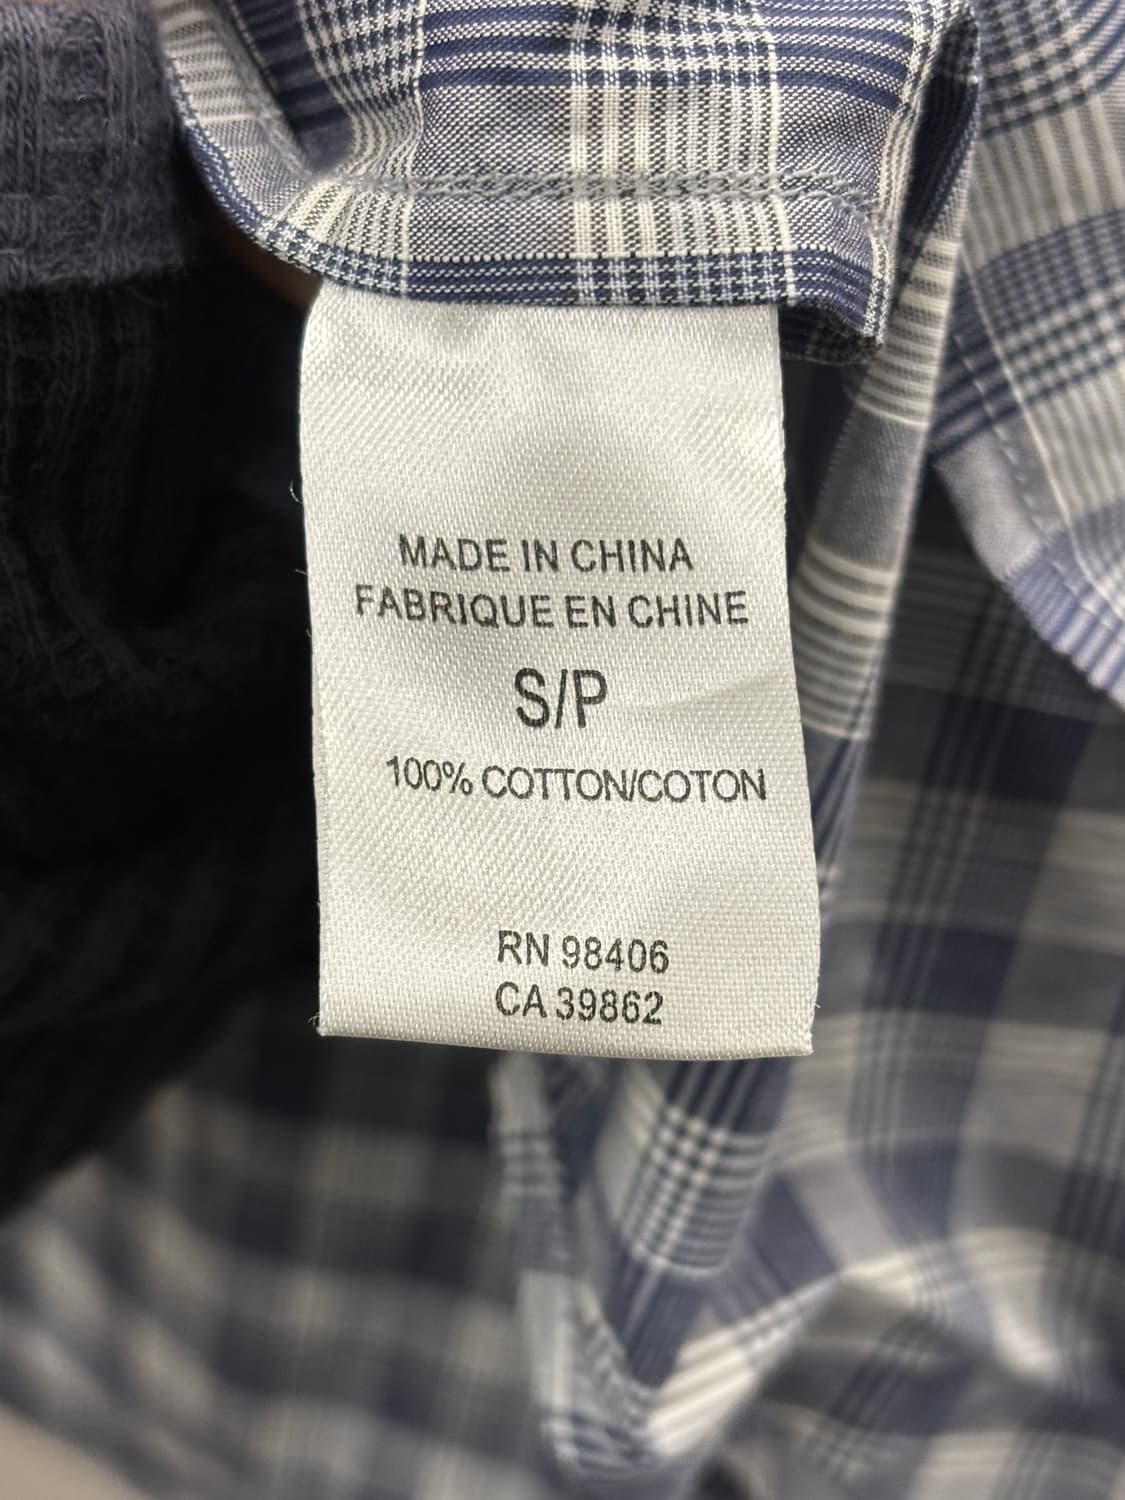 MADE IN CHINA
FABRIQUE EN CHINE
S/P
100% COTTON/COTON
RN 98406
CA 39862